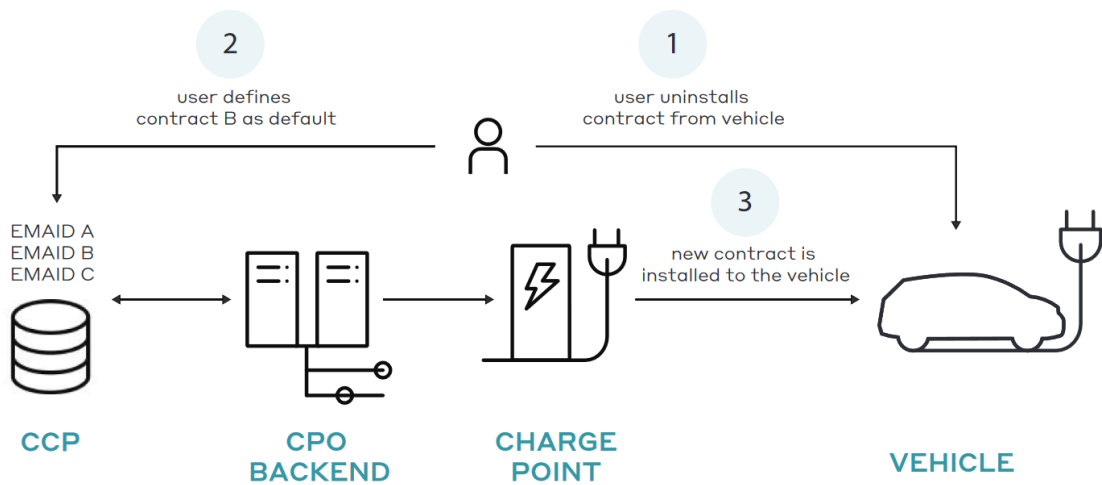 2
user defines
contract B as default
1
user uninstalls
contract from vehicle
3
new contract is
installed to the vehicle
EMAID A
EMAID B
EMAID C
CCP
CPO
BACKEND
CHARGE
POINT
VEHICLE